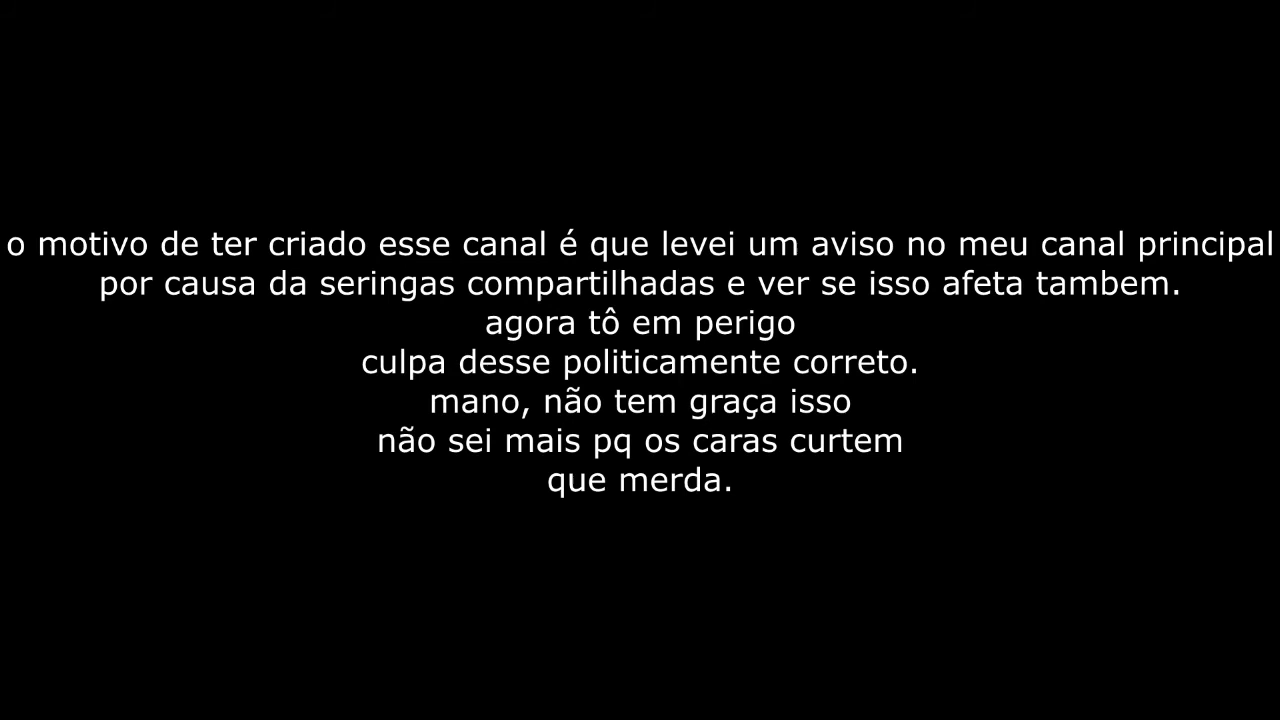 o motivo de ter criado esse canal é que levei um aviso no meu canal principal
por causa da seringas compartilhadas e ver se isso afeta tambem.
agora tô em perigo
culpa desse politicamente correto.
mano, não tem graça isso
não sei mais pq os caras curtem
que merda.